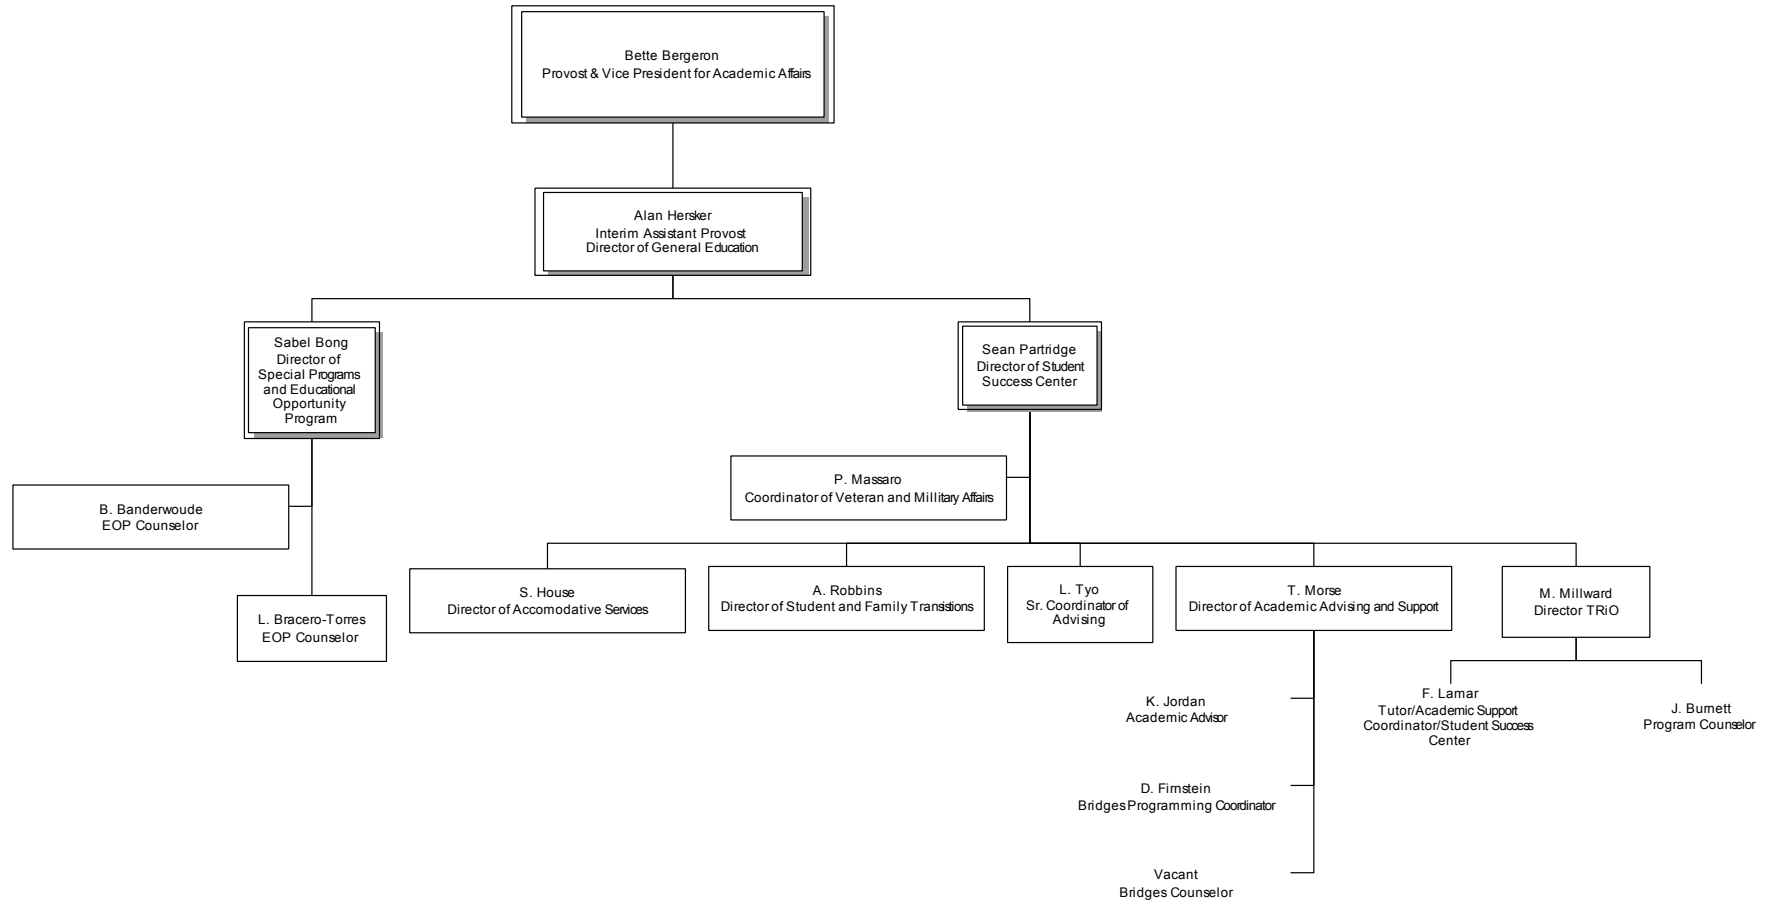 Bette Bergeron
Provost & Vice President for Academic Affairs
Alan Hersker
Interim Assistant Provost
Director of General Education
Sabel Bong
Director of
Special Programs
and Educational
Opportunity
Program
Sean Partridge
Director of Student
Success Center
P. Massaro
Coordinator of Veteran and Millitary Affairs
B. Banderwoude
EOP Counselor
L. Bracero-Torres
EOP Counselor
S. House
Director of Accomodative Services
A. Robbins
Director of Student and Family Transistions
L. Tyo
Sr. Coordinator of
Advising
T. Morse
Director of Academic Advising and Support
M. Millward
Director TRiO
K. Jordan
Academic Advisor
D. Firnstein
Bridges Programming Coordinator
Vacant
Bridges Counselor
F. Lamar
Tutor/Academic Support
Coordinator/Student Success
Center
J. Burnett
Program Counselor